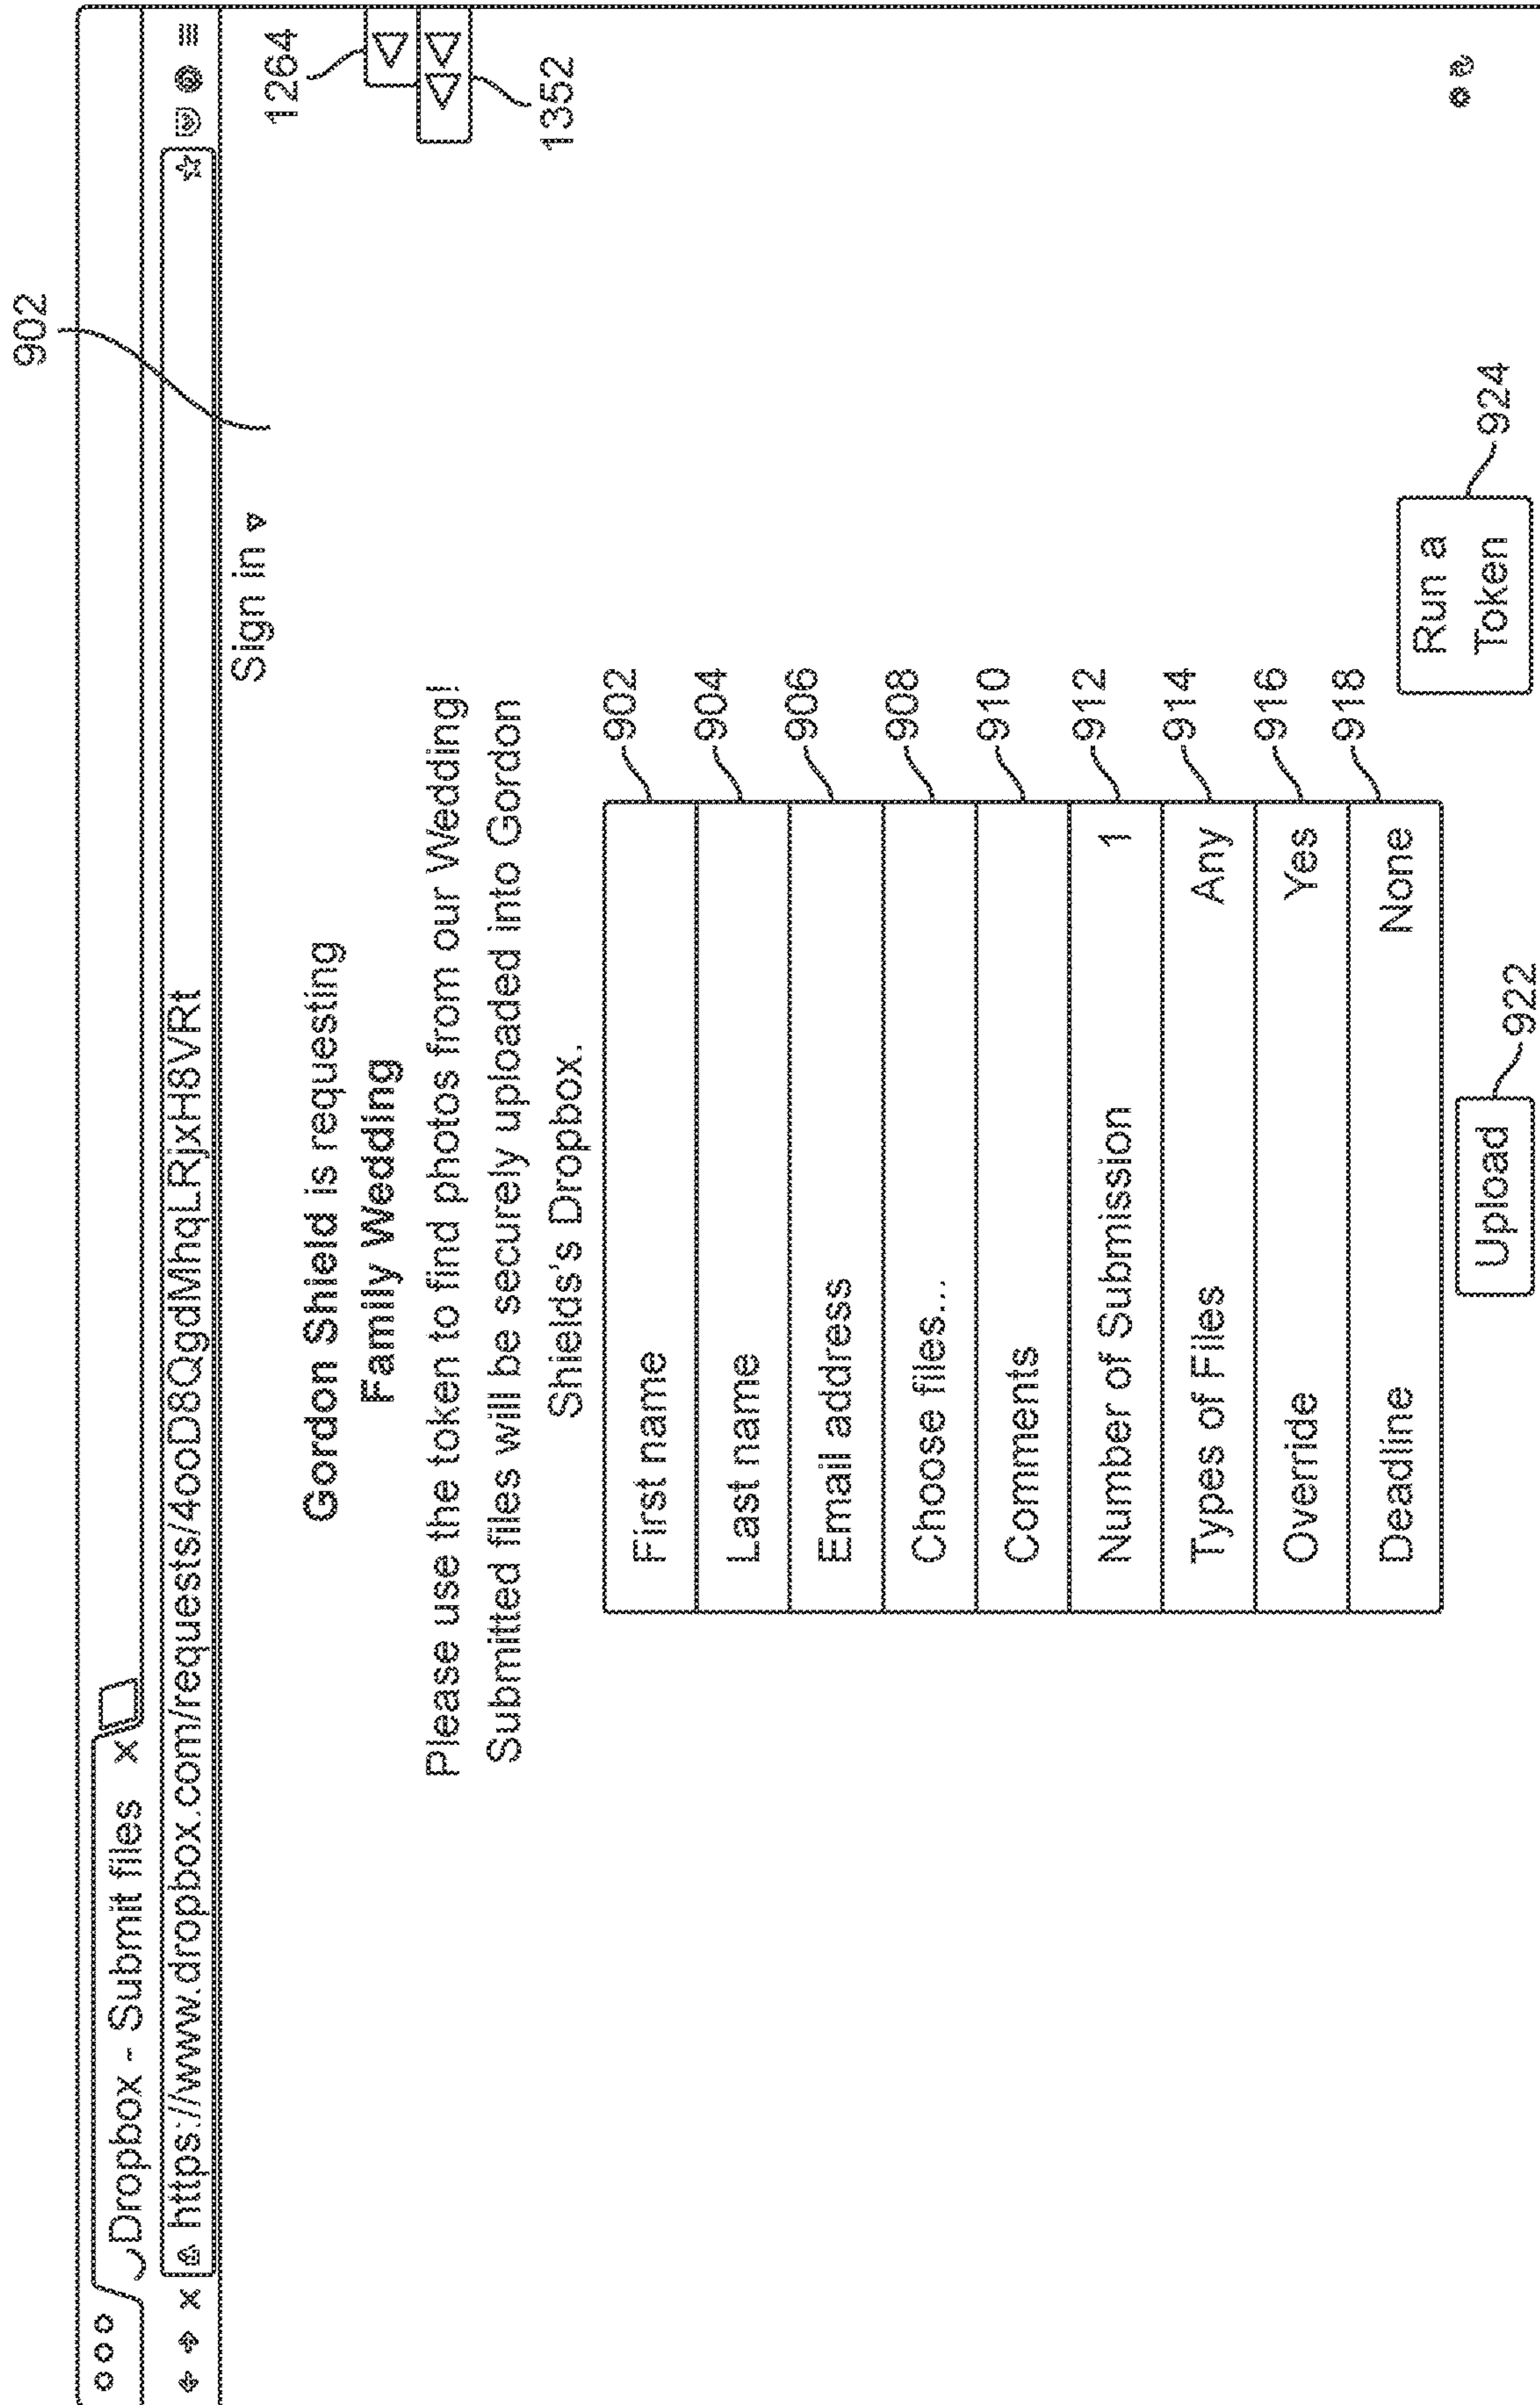 902
Dropbox - Submit files x
https://www.dropbox.com/requests/4ooD8QgdMhqLRjxH8VRt
Sign in
1264
1352
Gordon Shield is requesting
Family Wedding
Please use the token to find photos from our Wedding!
Submitted files will be securely uploaded into Gordon
Shields's Dropbox.
First name 902
Last name 904
Email address 906
Choose files... 908
Comments 910
Number of Submission 1 912
Types of Files Any 914
Override Yes 916
Deadline None 918
Upload 922
Run a
Token 924